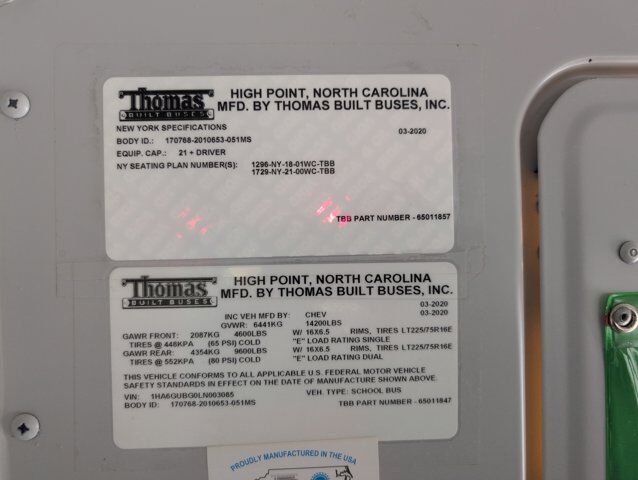 Thomas
BUILT BUSES
HIGH POINT, NORTH CAROLINA
MFD. BY THOMAS BUILT BUSES, INC.
NEW YORK SPECIFICATIONS 03-2020
BODY ID.: 170768-2010653-051MS
EQUIP. CAP.: 21 + DRIVER
NY SEATING PLAN NUMBER(S): 1296-NY-18-01WC-TBB
1729-NY-21-00WC-TBB
TBB PART NUMBER - 65011857
Thomas
BUILT BUSES
HIGH POINT, NORTH CAROLINA
MFD. BY THOMAS BUILT BUSES, INC.
03-2020
INC VEH MFD BY: CHEV 03-2020
GVWR: 6441KG 14200LBS
GAWR FRONT: 2087KG 4600LBS W/ 16X6.5 RIMS, TIRES LT225/75R16E
TIRES @ 448KPA (65 PSI) COLD "E" LOAD RATING SINGLE
GAWR REAR: 4354KG 9600LBS W/ 16X6.5 RIMS, TIRES LT225/75R16E
TIRES @ 552KPA (80 PSI) COLD "E" LOAD RATING DUAL
THIS VEHICLE CONFORMS TO ALL APPLICABLE U.S. FEDERAL MOTOR VEHICLE
SAFETY STANDARDS IN EFFECT ON THE DATE OF MANUFACTURE SHOWN ABOVE.
VIN: 1HA6GUBG0LN003085 VEH. TYPE: SCHOOL BUS
BODY ID: 170768-2010653-051MS TBB PART NUMBER - 65011847
PROUDLY MANUFACTURED IN THE USA